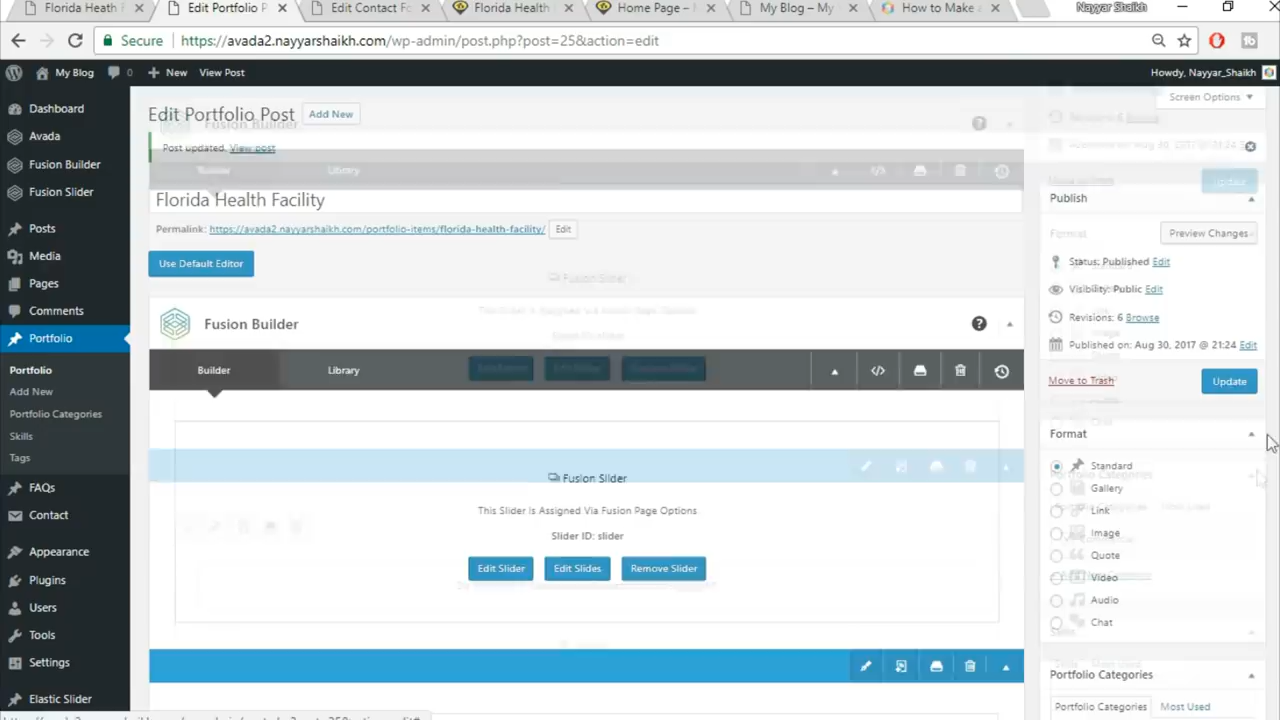 Florida Heath F
Edit Portfolio P
Edit Contact Fo
Florida Health
Home Page –
My Blog – My
How to Make a
Nayyar Shaikh
Secure
https://avada2.nayyarshaikh.com/wp-admin/post.php?post=25&action=edit
My Blog
0
New
View Post
Howdy, Nayyar_Shaikh
Screen Options
Dashboard
Avada
Fusion Builder
Fusion Slider
Posts
Media
Pages
Comments
Portfolio
Portfolio
Add New
Portfolio Categories
Skills
Tags
FAQs
Contact
Appearance
Plugins
Users
Tools
Settings
Elastic Slider
Edit Portfolio Post
Add New
Fusion Builder
Post updated. View post
Library
Florida Health Facility
Permalink: https://avada2.nayyarshaikh.com/portfolio-items/florida-health-facility/
Edit
Use Default Editor
Fusion Slider
Fusion Builder
Builder
Library
Fusion Slider
This Slider is Assigned Via Fusion Page Options
Slider ID: slider
Edit Slider
Edit Slides
Remove Slider
Update
Publish
Format
Preview Changes
Status: Published Edit
Visibility: Public Edit
Revisions: 6 Browse
Published on: Aug 30, 2017 @ 21:24 Edit
Move to Trash
Update
Format
Standard
Gallery
Link
Image
Quote
Video
Audio
Chat
Portfolio Categories
Portfolio Categories
Most Used